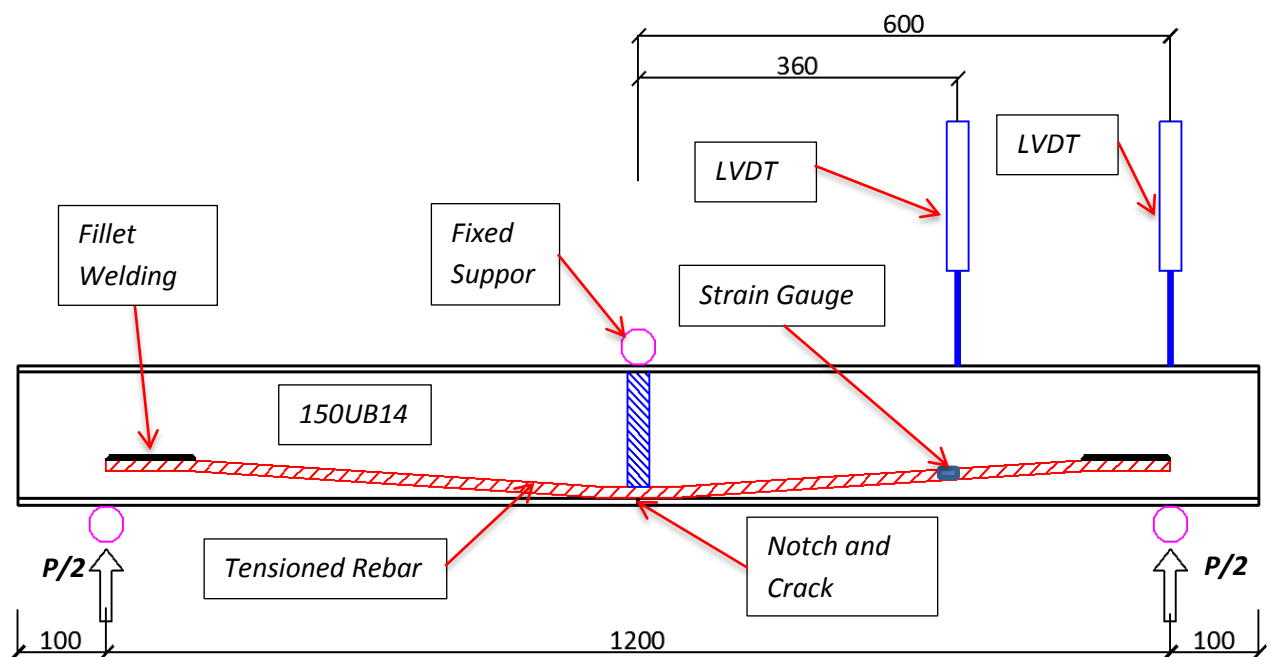 600
360
LVDT
LVDT
Fillet
Welding
Fixed
Suppor
Strain Gauge
150UB14
Tensioned Rebar
Notch and
Crack
P/2
P/2
100
1200
100